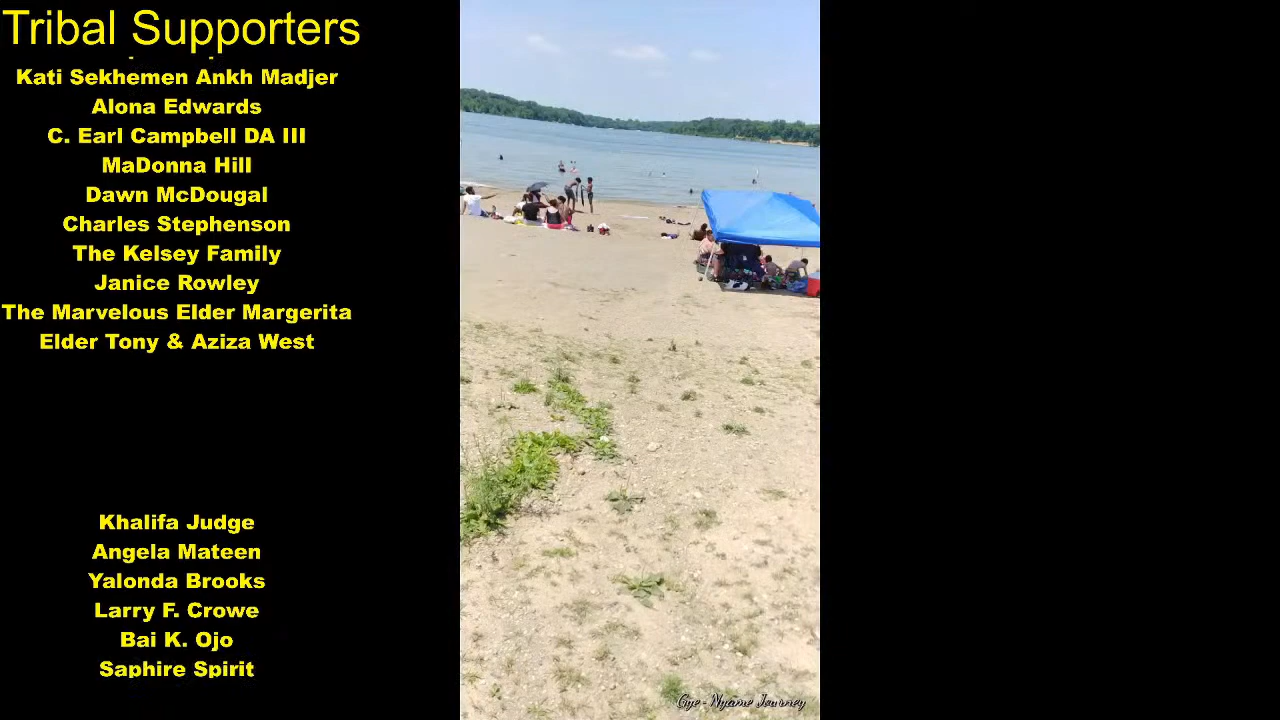 Tribal Supporters
Kati Sekhemen Ankh Madjer
Alona Edwards
C. Earl Campbell DA III
MaDonna Hill
Dawn McDougal
Charles Stephenson
The Kelsey Family
Janice Rowley
The Marvelous Elder Margerita
Elder Tony & Aziza West
Khalifa Judge
Angela Mateen
Yalonda Brooks
Larry F. Crowe
Bai K. Ojo
Saphire Spirit
Gye-Nyame Journey